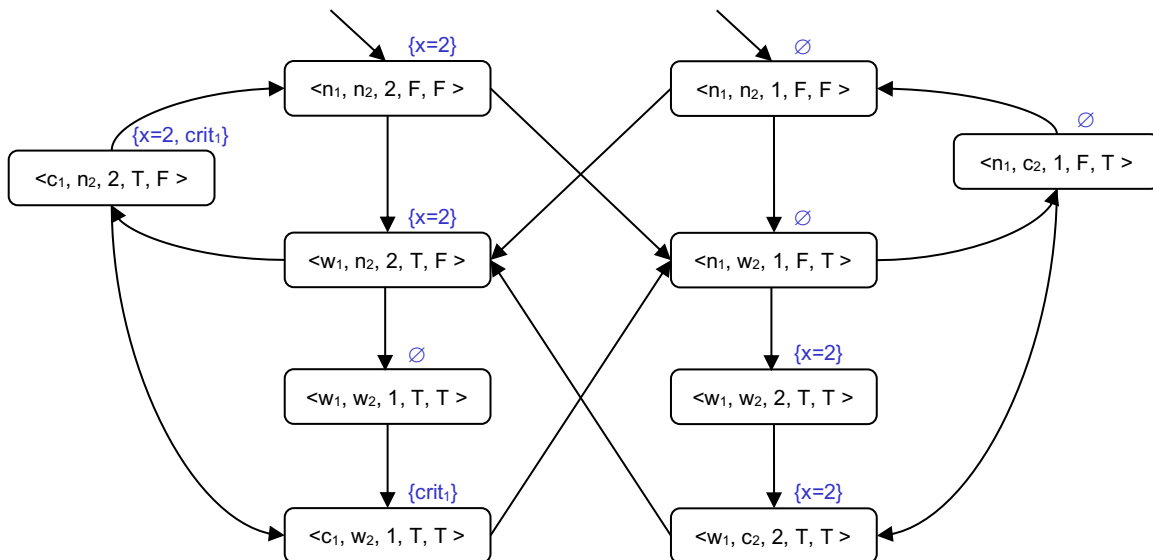 {x=2}
∅
<n₁, n₂, 2, F, F >
<n₁, n₂, 1, F, F >
{x=2, crit₁}
∅
<c₁, n₂, 2, T, F >
<n₁, c₂, 1, F, T >
{x=2}
∅
<w₁, n₂, 2, T, F >
<n₁, w₂, 1, F, T >
∅
{x=2}
<w₁, w₂, 1, T, T >
<w₁, w₂, 2, T, T >
{crit₁}
{x=2}
<c₁, w₂, 1, T, T >
<w₁, c₂, 2, T, T >